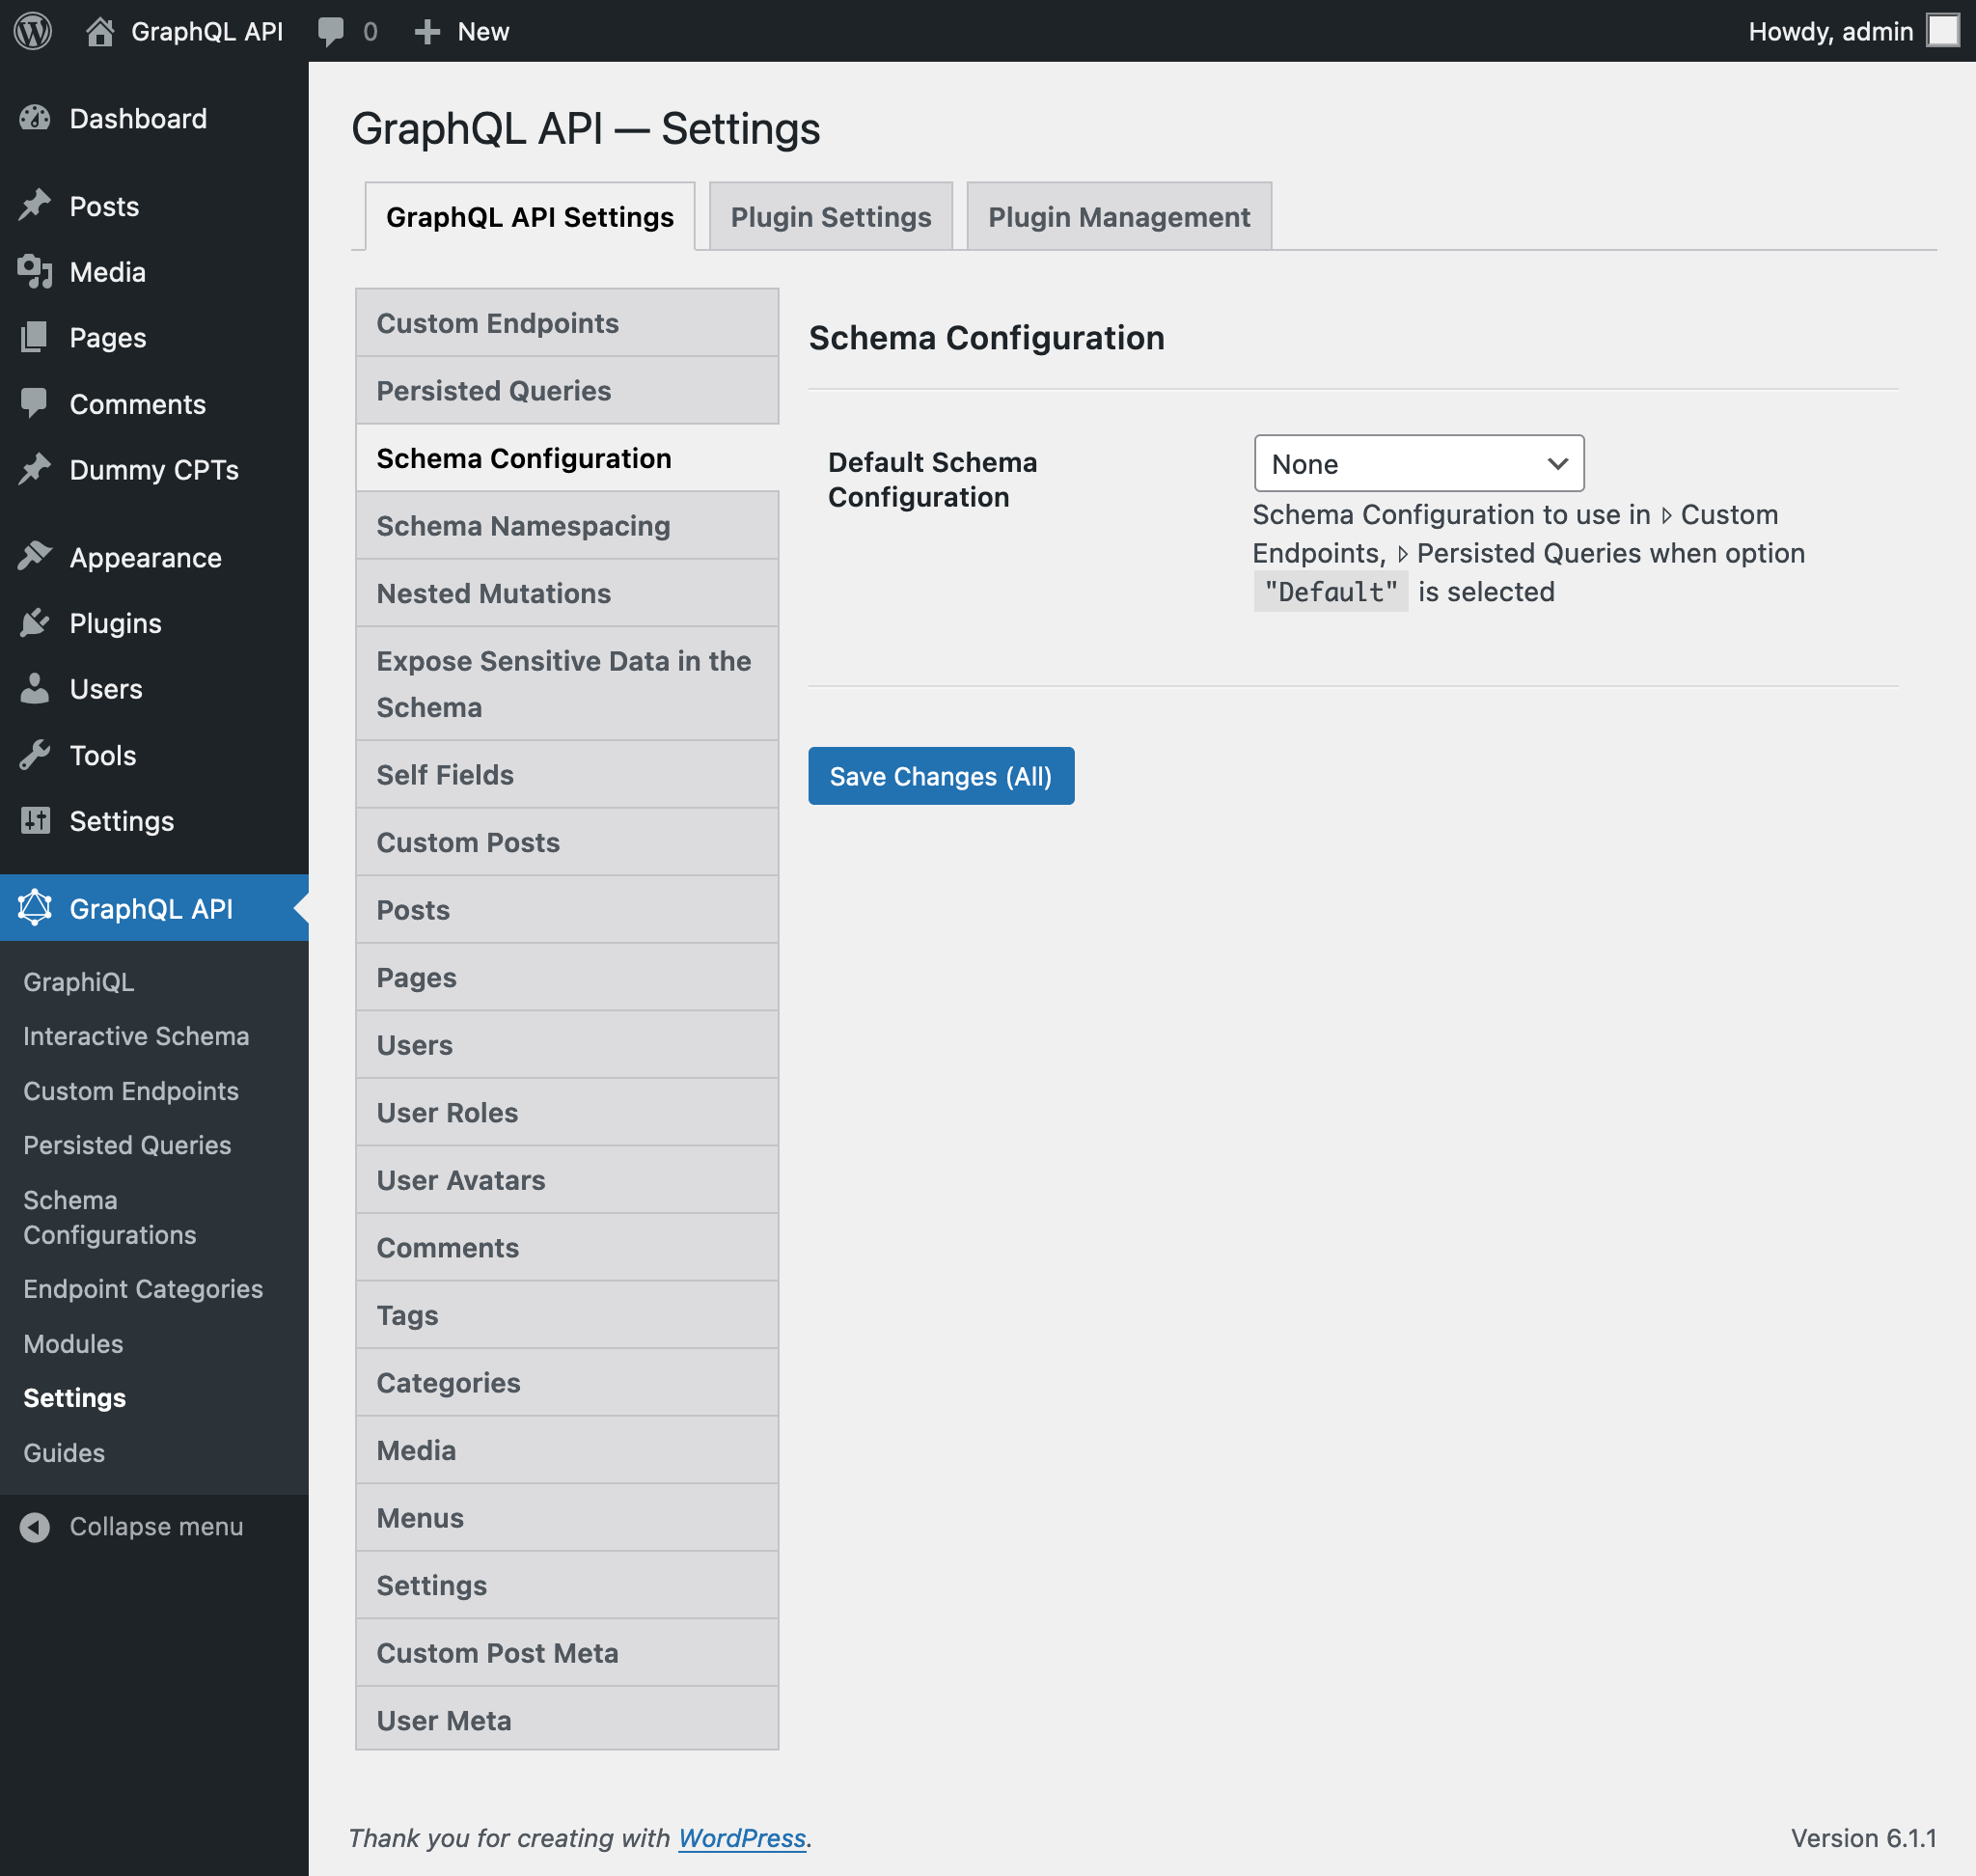 GraphQL API
0
New
Howdy, admin
Dashboard
Posts
Media
Pages
Comments
Dummy CPTs
Appearance
Plugins
Users
Tools
Settings
GraphQL API
GraphiQL
Interactive Schema
Custom Endpoints
Persisted Queries
Schema
Configurations
Endpoint Categories
Modules
Settings
Guides
Collapse menu
GraphQL API — Settings
GraphQL API Settings
Plugin Settings
Plugin Management
Custom Endpoints
Persisted Queries
Schema Configuration
Schema Namespacing
Nested Mutations
Expose Sensitive Data in the
Schema
Self Fields
Custom Posts
Posts
Pages
Users
User Roles
User Avatars
Comments
Tags
Categories
Media
Menus
Settings
Custom Post Meta
User Meta
Schema Configuration
Default Schema
Configuration
None
Schema Configuration to use in ▹ Custom
Endpoints, ▹ Persisted Queries when option
"Default" is selected
Save Changes (All)
Thank you for creating with WordPress.
Version 6.1.1